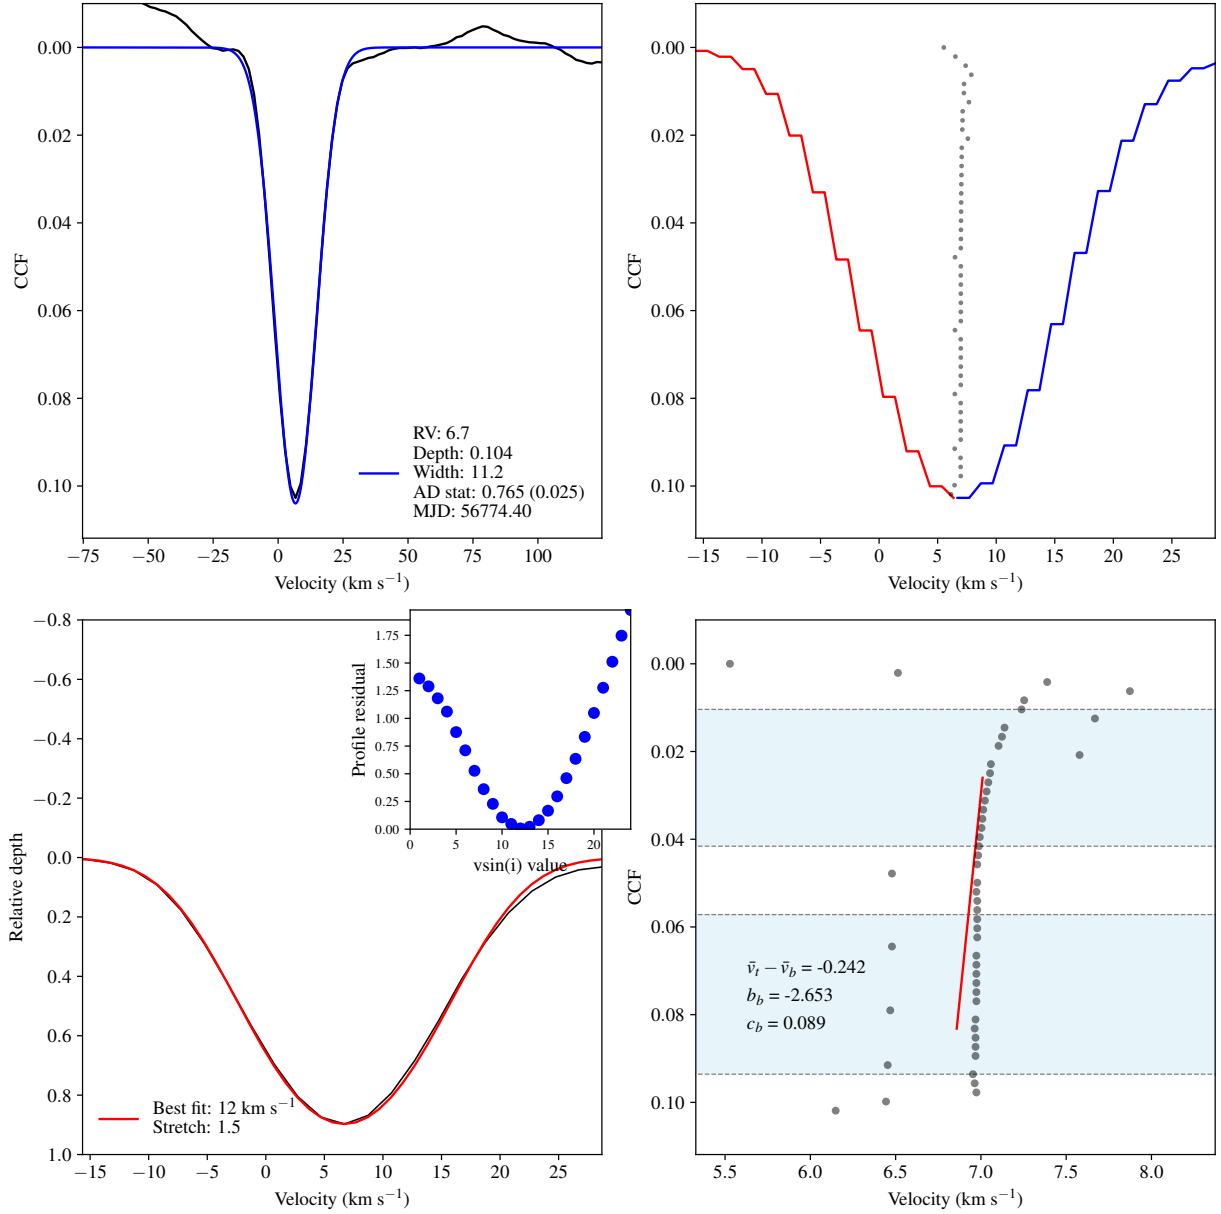 0.00
0.02
0.04
0.06
0.08
0.10
CCF
RV: 6.7
Depth: 0.104
Width: 11.2
AD stat: 0.765 (0.025)
MJD: 56774.40
−75 −50 −25 0 25 50 75 100
Velocity (km s⁻¹)
0.00
0.02
0.04
0.06
0.08
0.10
CCF
−15 −10 −5 0 5 10 15 20 25
Velocity (km s⁻¹)
−0.8
−0.6
−0.4
−0.2
0.0
0.2
0.4
0.6
0.8
1.0
Relative depth
1.75
1.50
1.25
1.00
0.75
0.50
0.25
0.00
Profile residual
0 5 10 15 20
vsin(i) value
Best fit: 12 km s⁻¹
Stretch: 1.5
−15 −10 −5 0 5 10 15 20 25
Velocity (km s⁻¹)
0.00
0.02
0.04
0.06
0.08
0.10
CCF
v̄ₜ − v̄_b = -0.242
b_b = -2.653
c_b = 0.089
5.5 6.0 6.5 7.0 7.5 8.0
Velocity (km s⁻¹)